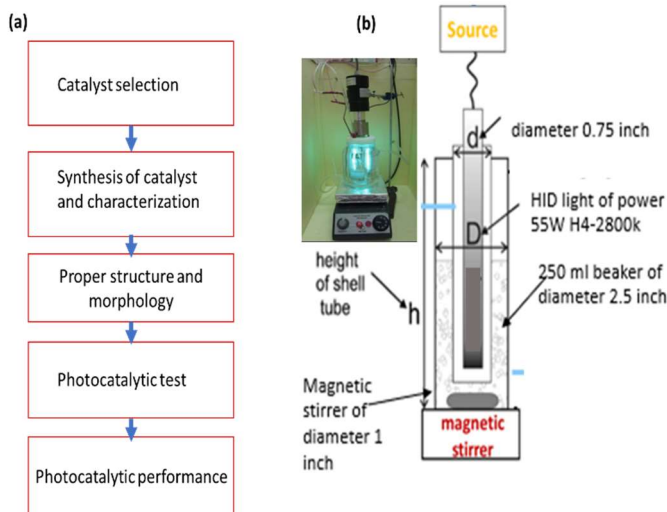 (a)
Catalyst selection
Synthesis of catalyst
and characterization
Proper structure and
morphology
Photocatalytic test
Photocatalytic performance
(b)
Source
d
diameter 0.75 inch
HID light of power
55W H4-2800k
D
250 ml beaker of
diameter 2.5 inch
height
of shell
tube
h
Magnetic
stirrer of
diameter 1
inch
magnetic
stirrer